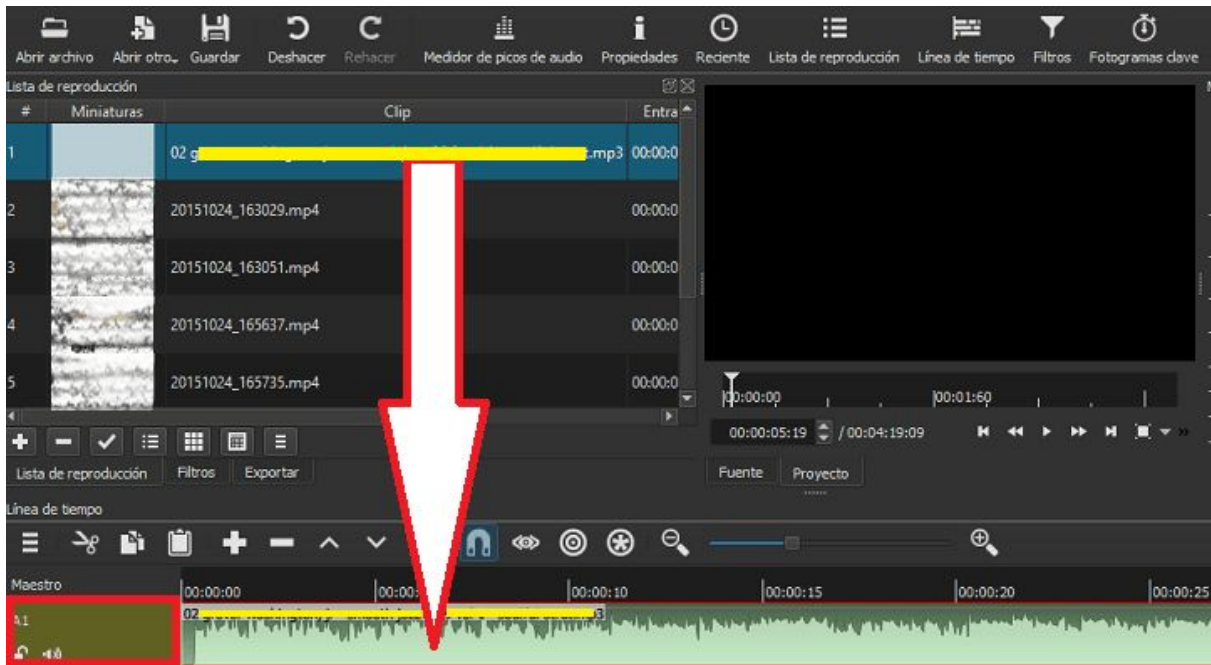 Abrir archivo Abrir otro... Guardar Deshacer Rehacer Medidor de picos de audio Propiedades Reciente Lista de reproducción Línea de tiempo Filtros Fotogramas clave
Lista de reproducción
# Miniaturas Clip Entra
1 02 g .mp3 00:00:0
2 20151024_163029.mp4 00:00:0
3 20151024_163051.mp4 00:00:0
4 20151024_165637.mp4 00:00:0
5 20151024_165735.mp4 00:00:0
00:00:00 00:01:60
00:00:05:19 / 00:04:19:09
Lista de reproducción Filtros Exportar
Fuente Proyecto
Línea de tiempo
Maestro 00:00:00 00:00: 00:00:10 00:00:15 00:00:20 00:00:25
A1 02